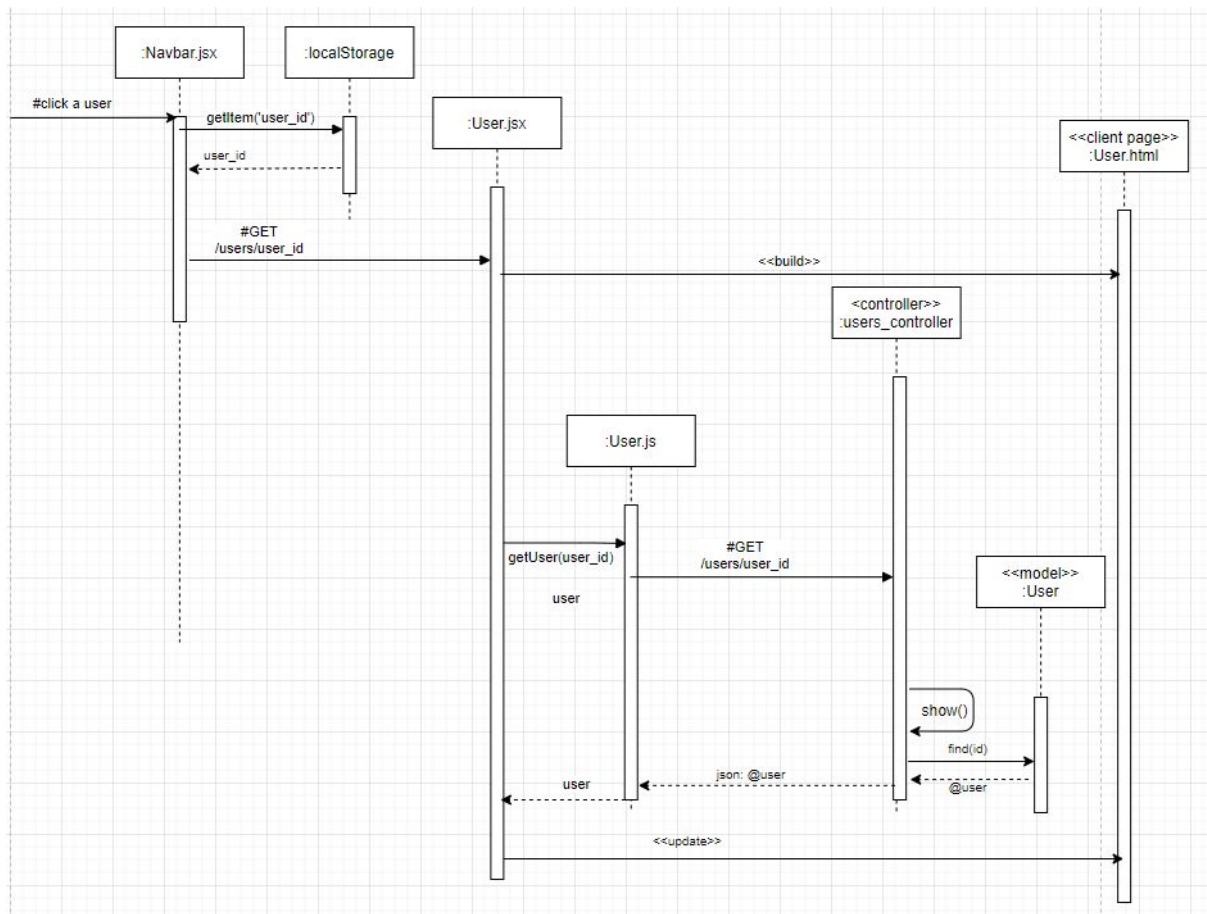 :Navbar.jsx
:localStorage
#click a user
getItem('user_id')
user_id
:User.jsx
<<client page>>
:User.html
#GET
/users/user_id
<<build>>
<controller>>
:users_controller
:User.js
getUser(user_id)
#GET
/users/user_id
user
<<model>>
:User
show()
find(id)
json: @user
@user
user
<<update>>